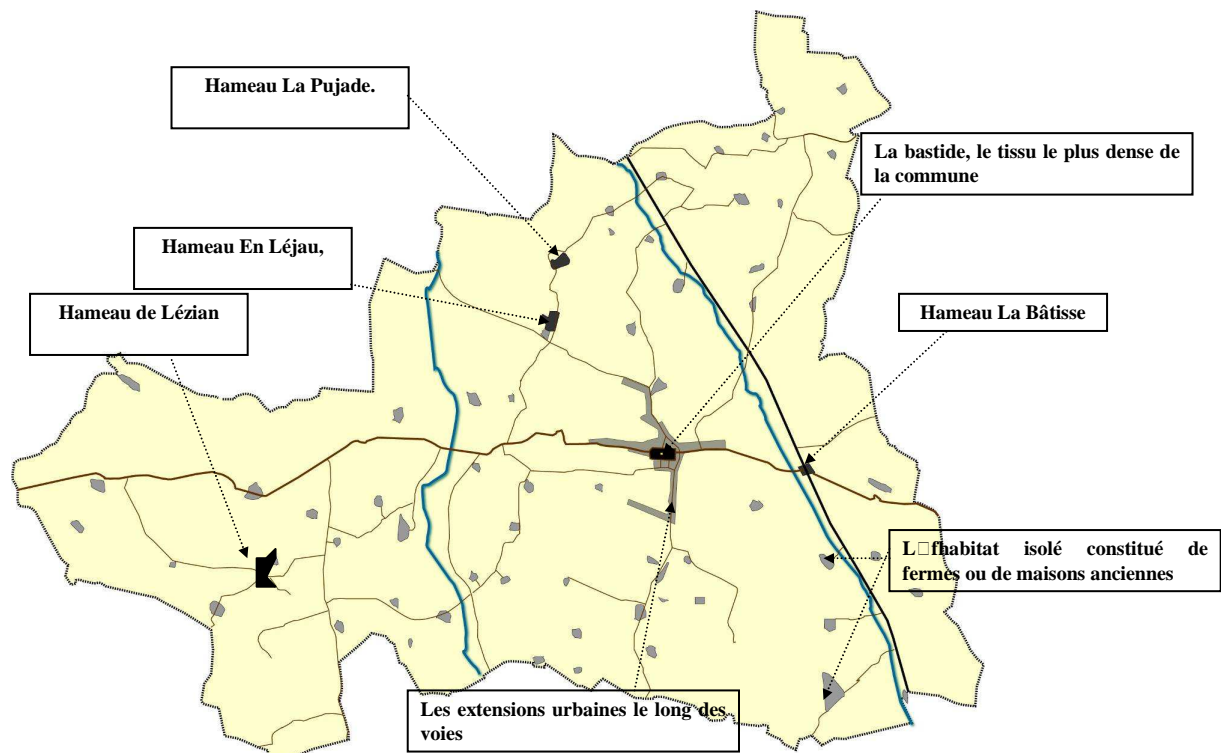 Hameau La Pujade.
La bastide, le tissu le plus dense de
la commune
Hameau En Léjau,
Hameau de Lézian
Hameau La Bâtisse
L□fhabitat isolé constitué de
fermes ou de maisons anciennes
Les extensions urbaines le long des
voies